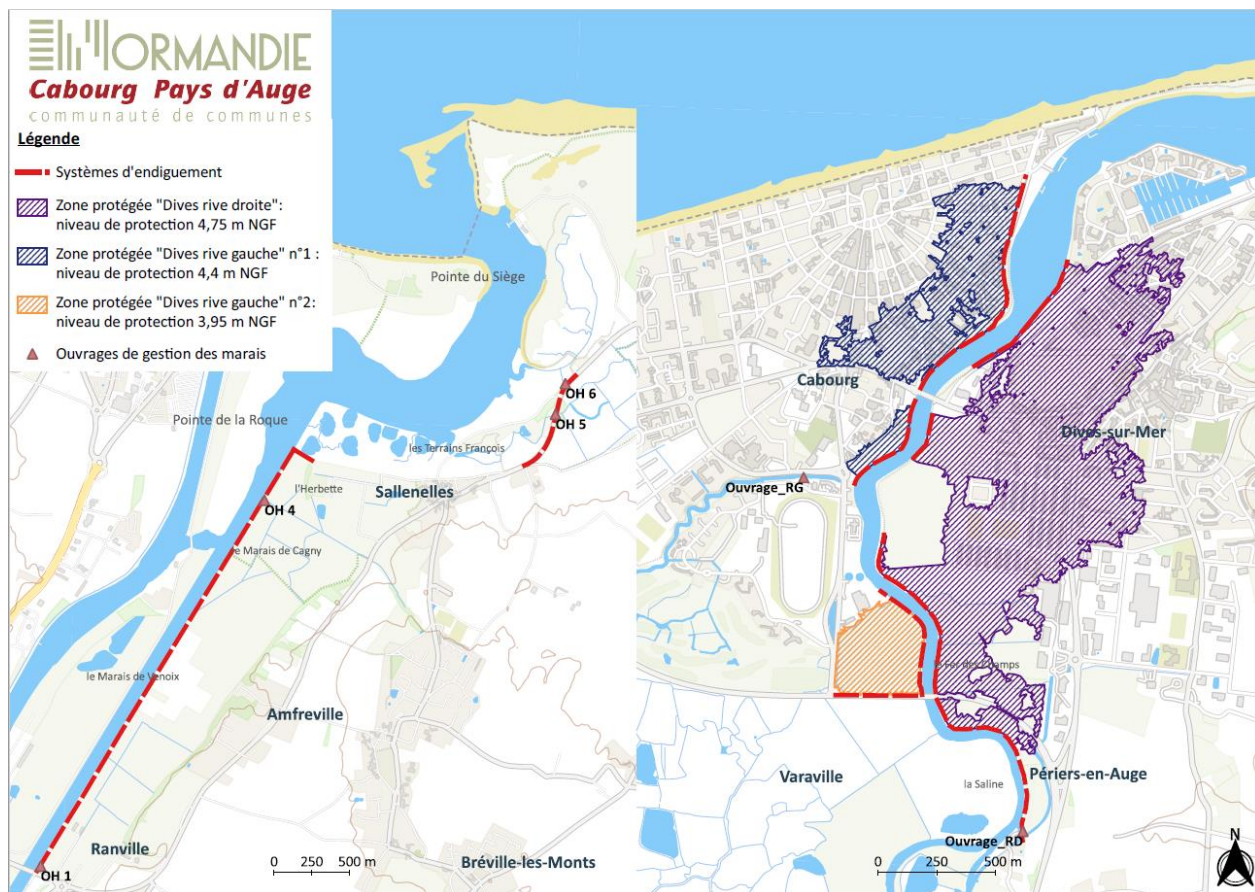 NORMANDIE
Cabourg Pays d'Auge
communauté de communes
Légende
Systèmes d'endiguement
Zone protégée "Dives rive droite":
niveau de protection 4,75 m NGF
Zone protégée "Dives rive gauche" n°1 :
niveau de protection 4,4 m NGF
Zone protégée "Dives rive gauche" n°2:
niveau de protection 3,95 m NGF
Ouvrages de gestion des marais
Pointe du Siège
Pointe de la Roque
OH 6
OH 5
les Terrains François
l'Herbette
Sallenelles
OH 4
le Marais de Cagny
le Marais de Venoix
Amfreville
Ranville
OH 1
0 250 500 m
Bréville-les-Monts
Cabourg
Dives-sur-Mer
Ouvrage_RG
Varaville
la Saline
Périers-en-Auge
Ouvrage_RD
0 250 500 m
N